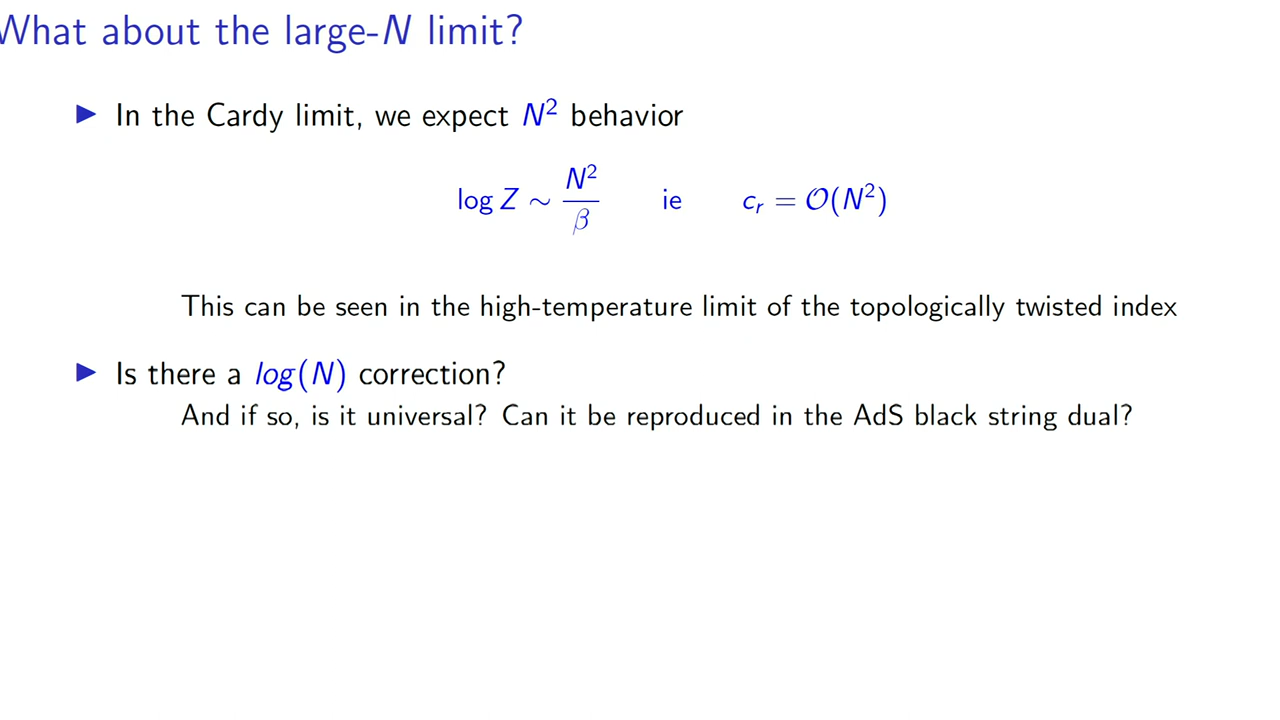 What about the large-N limit?
▶ In the Cardy limit, we expect N² behavior
log Z ∼ N²/β ie cᵣ = 𝒪(N²)
This can be seen in the high-temperature limit of the topologically twisted index
▶ Is there a log(N) correction?
And if so, is it universal? Can it be reproduced in the AdS black string dual?